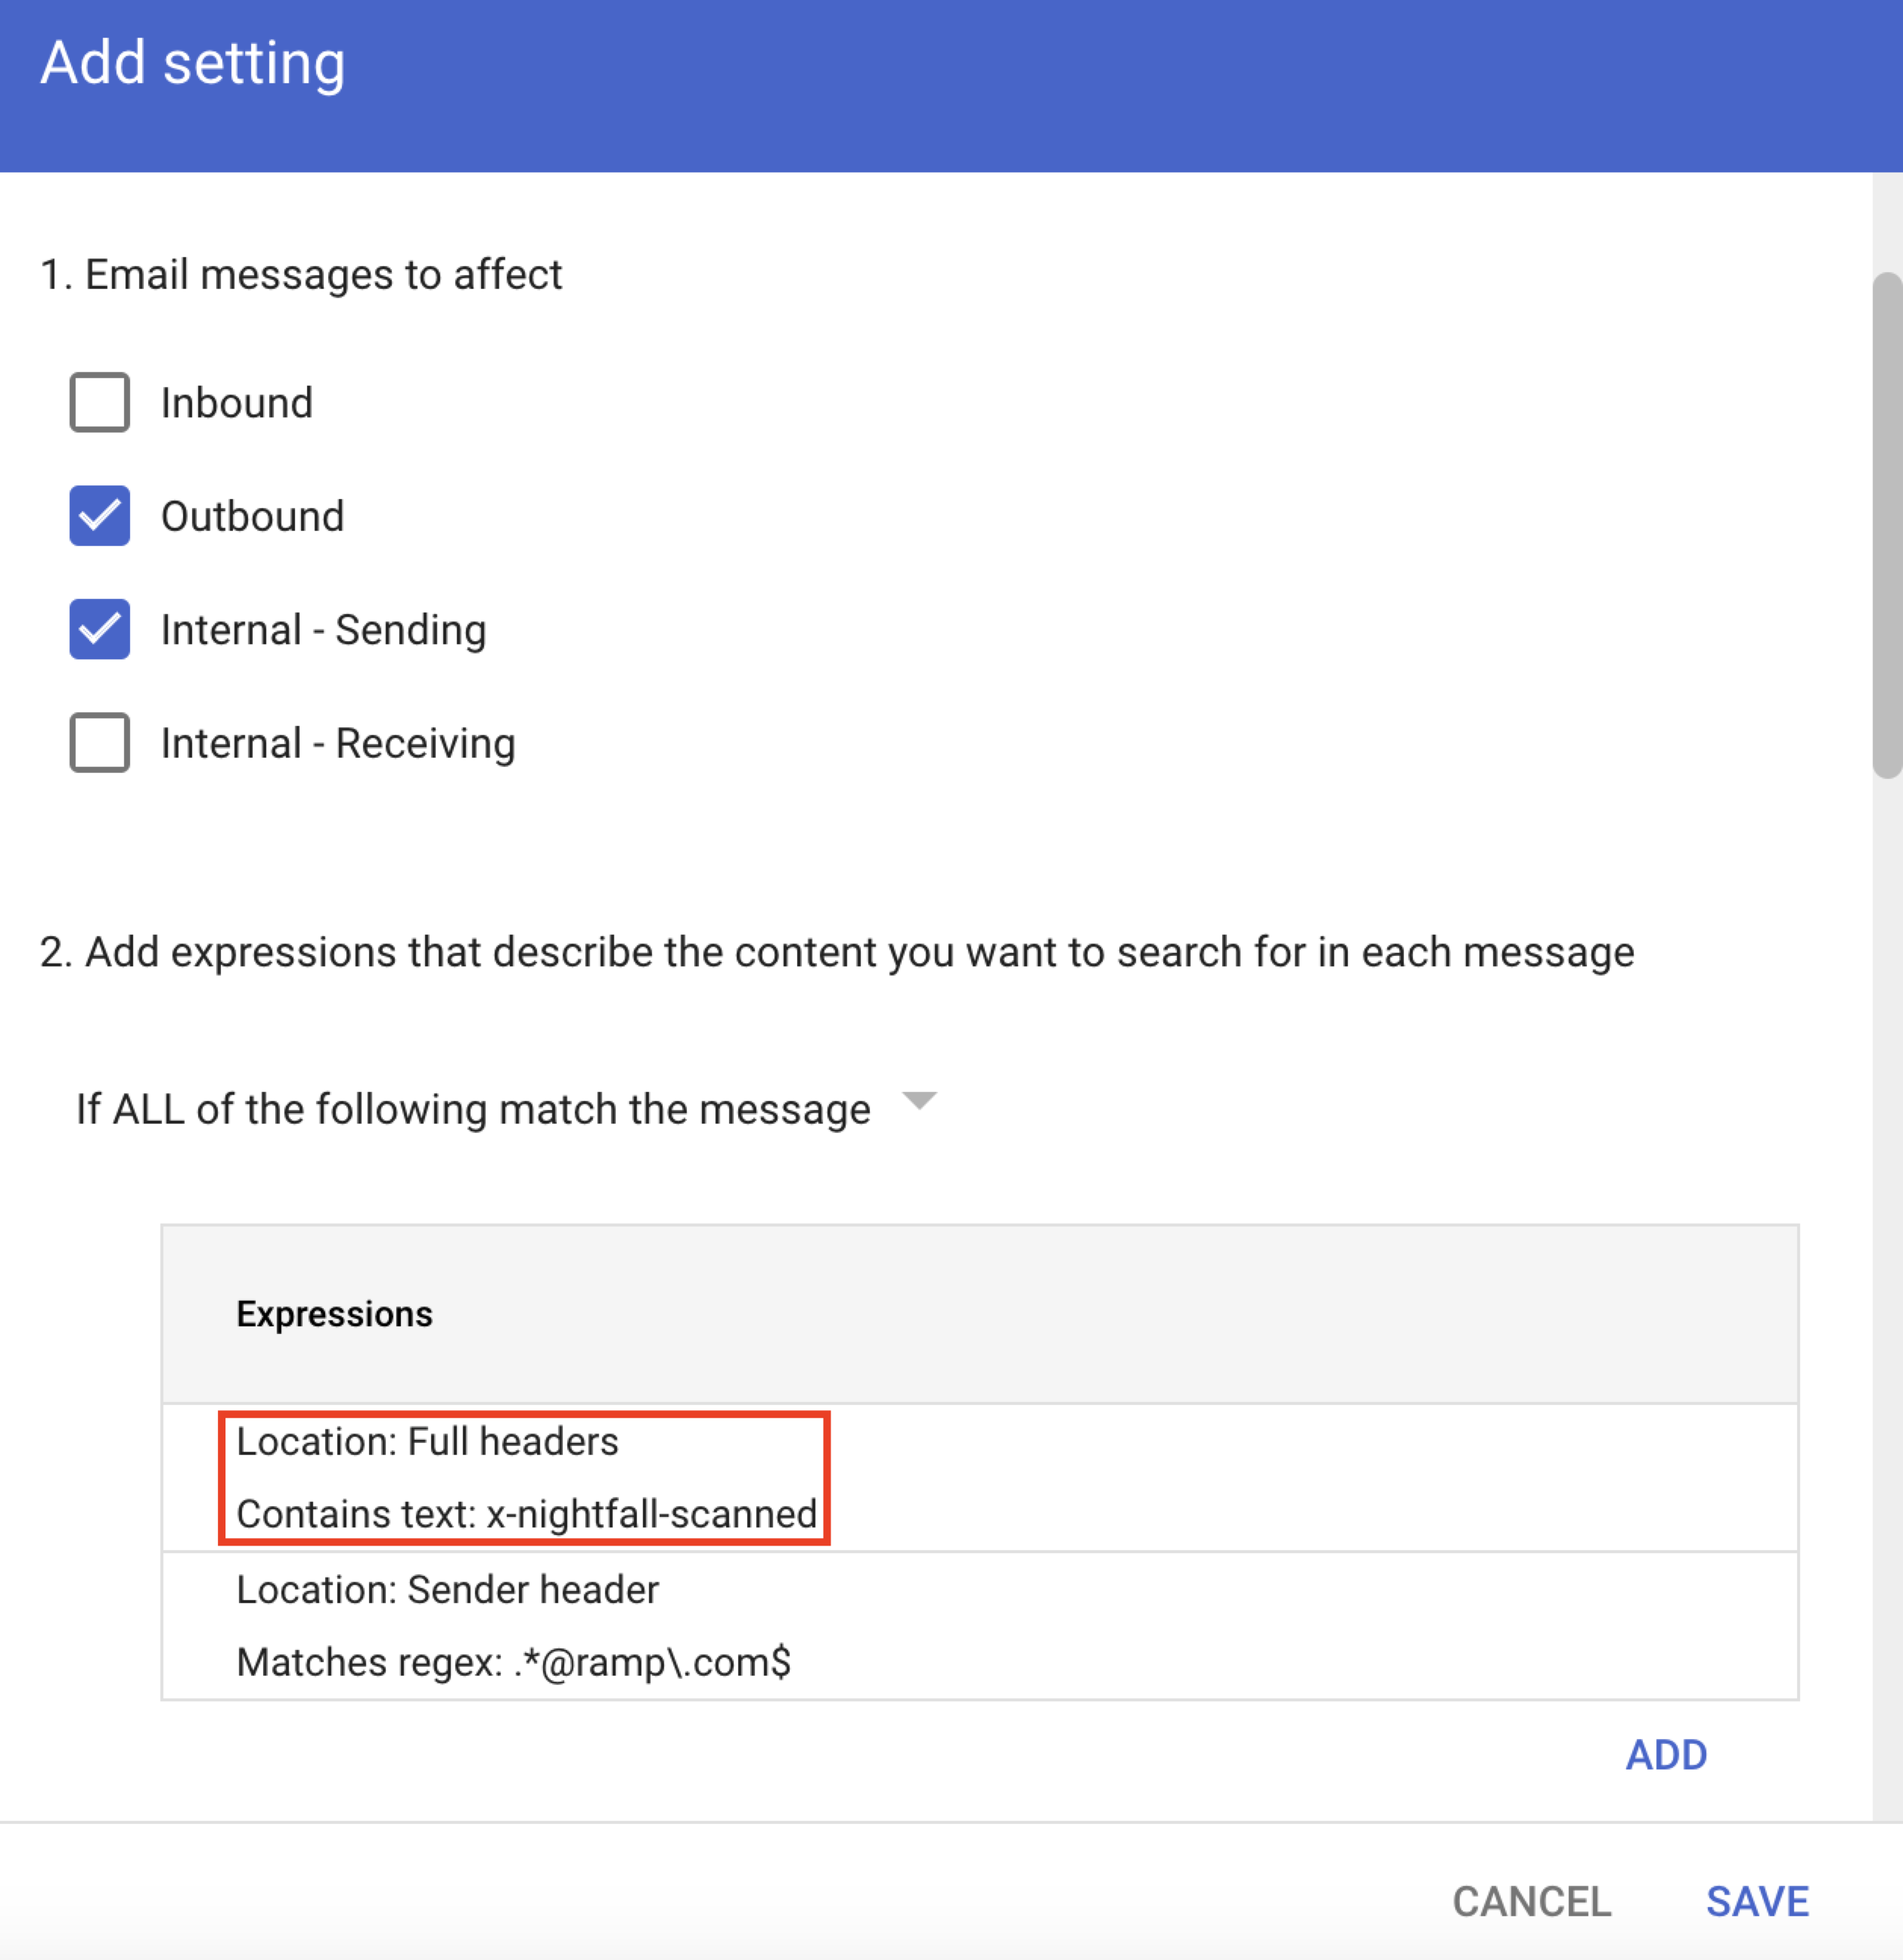 Add setting
1. Email messages to affect
Inbound
Outbound
Internal - Sending
Internal - Receiving
2. Add expressions that describe the content you want to search for in each message
If ALL of the following match the message
Expressions
Location: Full headers
Contains text: x-nightfall-scanned
Location: Sender header
Matches regex: .*@ramp\.com$
ADD
CANCEL SAVE